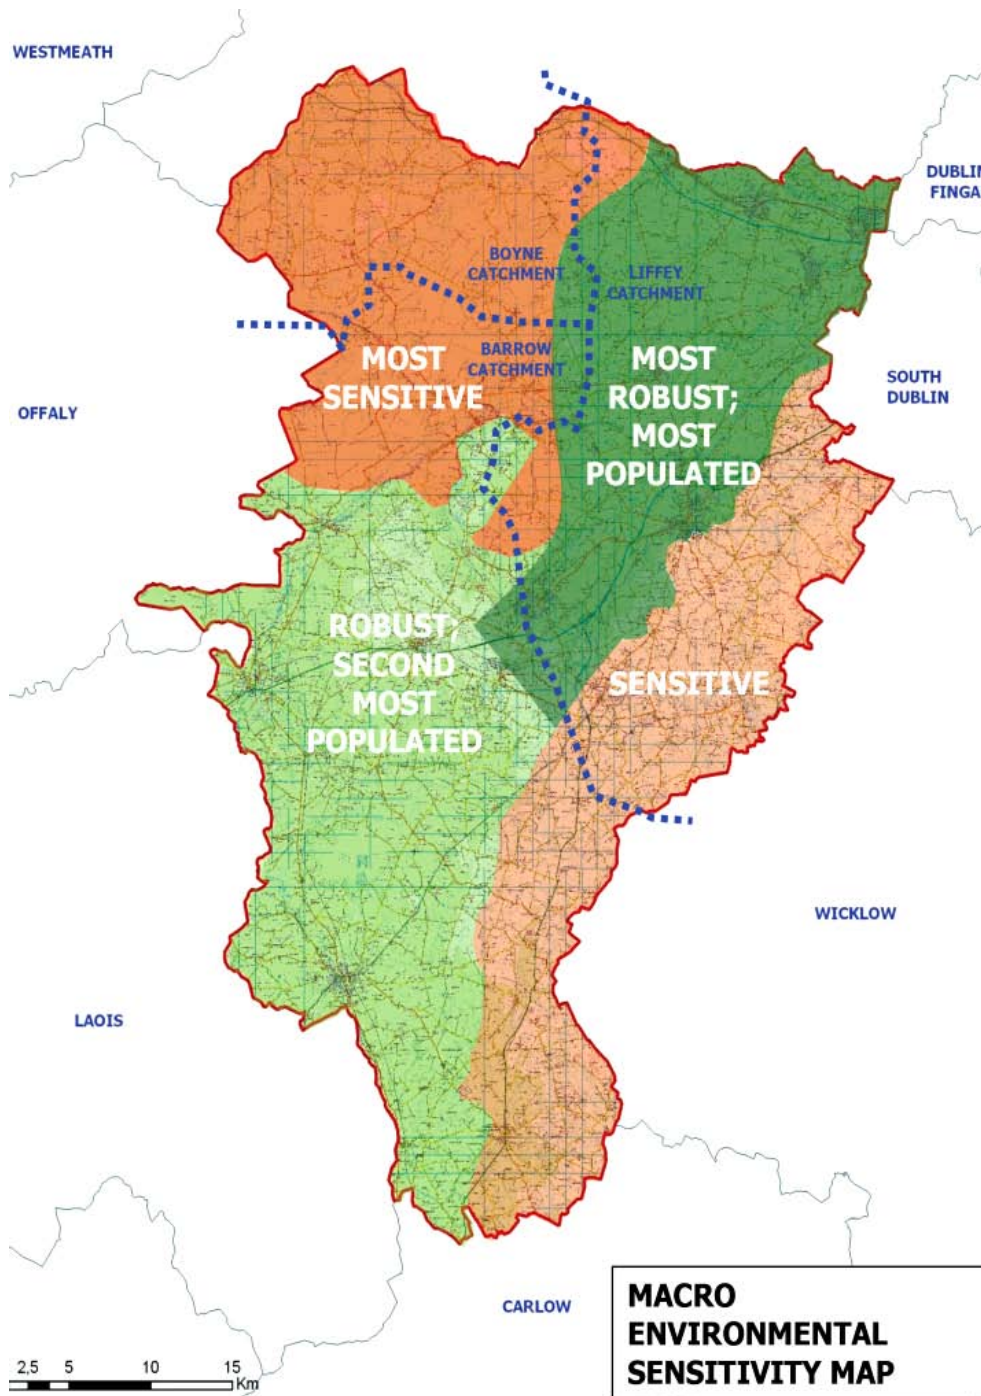 WESTMEATH
DUBLIN
FINGA
BOYNE
CATCHMENT
LIFFEY
CATCHMENT
BARROW
CATCHMENT
MOST
SENSITIVE
MOST
ROBUST;
MOST
POPULATED
SOUTH
DUBLIN
OFFALY
ROBUST;
SECOND
MOST
POPULATED
SENSITIVE
WICKLOW
LAOIS
CARLOW
MACRO
ENVIRONMENTAL
SENSITIVITY MAP
2,5 5 10 15
Km